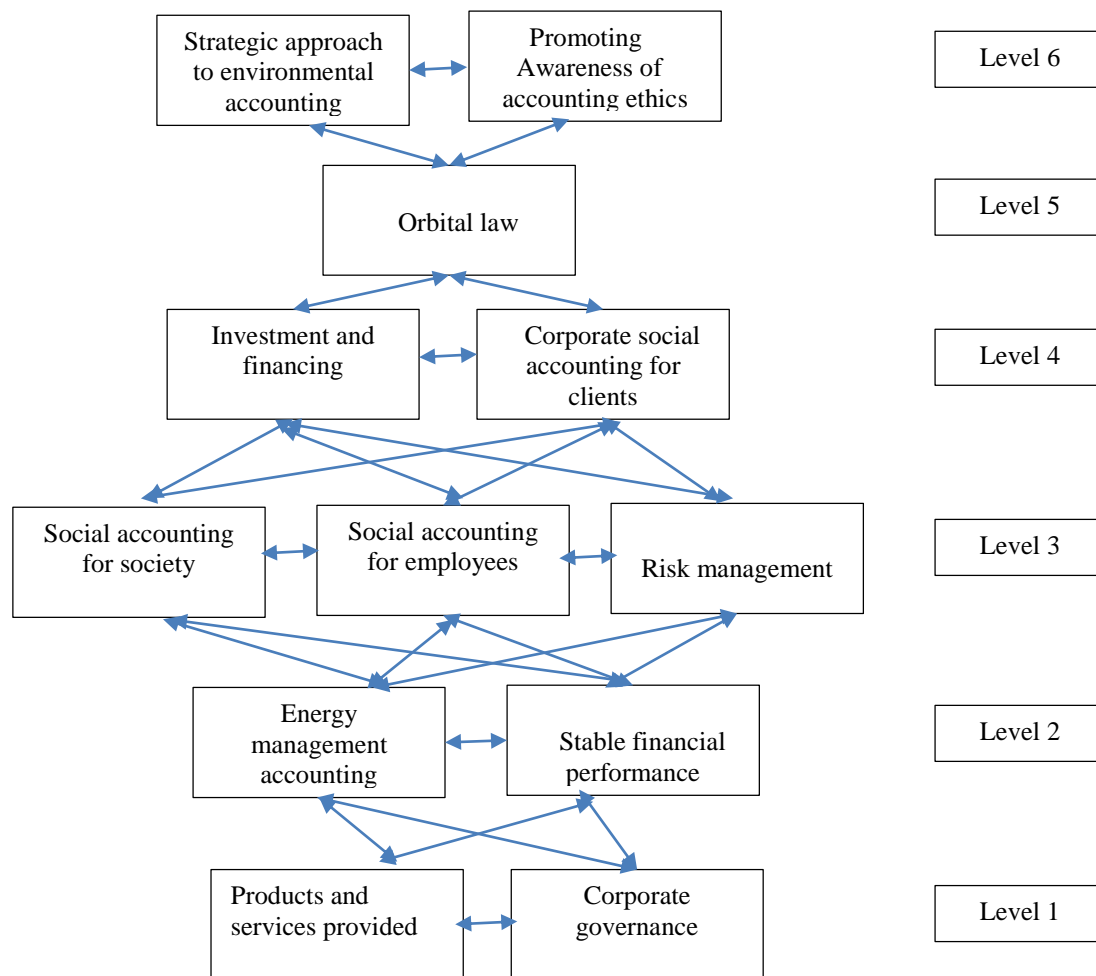 Strategic approach
to environmental
accounting
Promoting
Awareness of
accounting ethics
Level 6
Orbital law
Level 5
Investment and
financing
Corporate social
accounting for
clients
Level 4
Social accounting
for society
Social accounting
for employees
Risk management
Level 3
Energy
management
accounting
Stable financial
performance
Level 2
Products and
services provided
Corporate
governance
Level 1